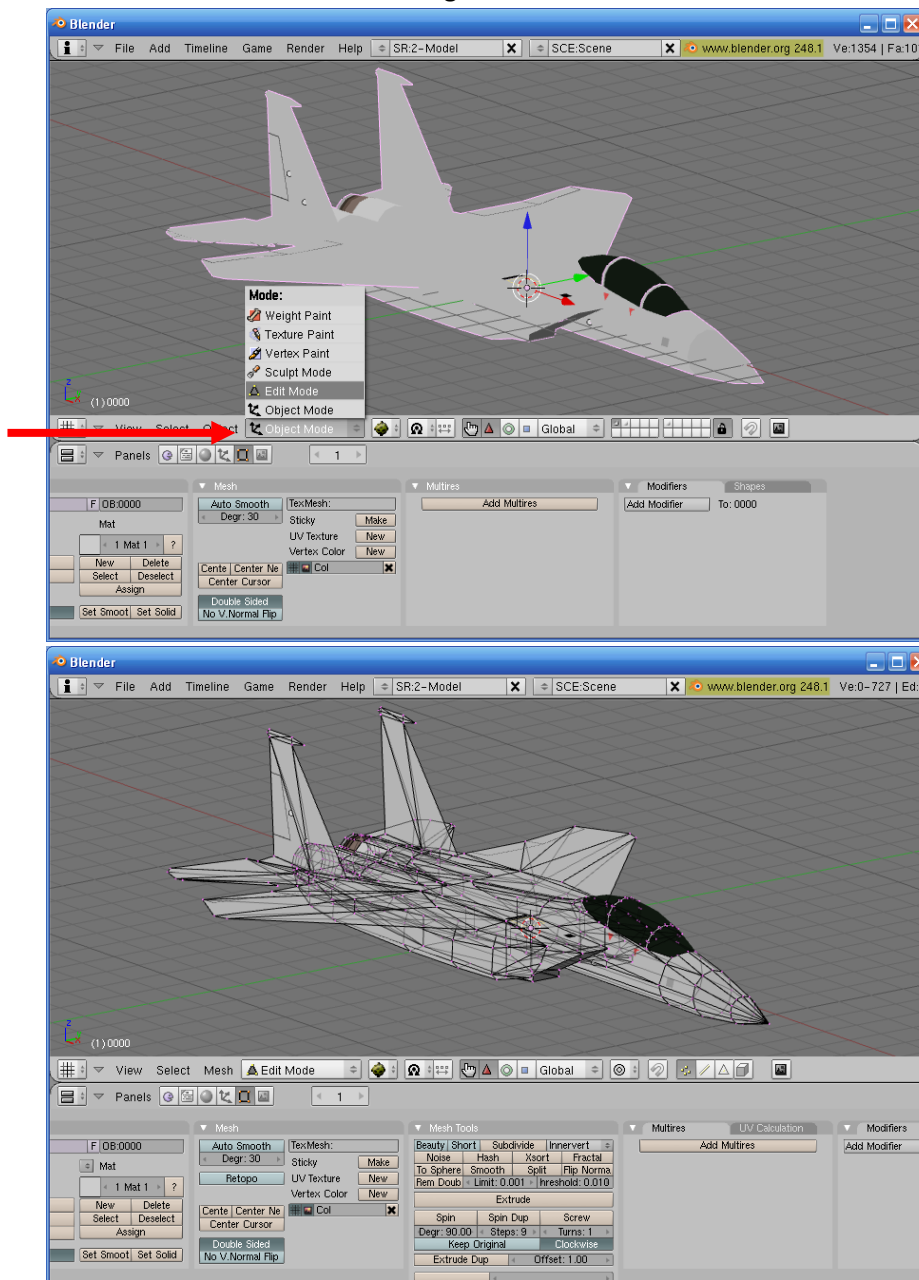 Blender
File Add Timeline Game Render Help SR:2-Model X SCE:Scene X www.blender.org 248.1 Ve:1354 | Fa:10
Mode:
Weight Paint
Texture Paint
Vertex Paint
Sculpt Mode
Edit Mode
Object Mode
z
x
(1) 0000
View Select Object Object Mode Global
Panels 1
Mesh Multires Modifiers Shapes
F OB:0000 Auto Smooth TexMesh: Add Multires Add Modifier To: 0000
Degr: 30 Sticky Make
Mat UV Texture New
1 Mat 1 ? Vertex Color New
New Delete Cente Center Ne Col
Select Deselect Center Cursor
Assign
Double Sided
Set Smoot Set Solid No V.Normal Flip
Blender
File Add Timeline Game Render Help SR:2-Model X SCE:Scene X www.blender.org 248.1 Ve:0-727 | Ed:
z
x
(1) 0000
View Select Mesh Edit Mode Global
Panels 1
Mesh Mesh Tools Multires UV Calculation Modifiers
F OB:0000 Auto Smooth TexMesh: Beauty Short Subdivide Innervert Add Multires Add Modifier
Degr: 30 Sticky Make Noise Hash Xsort Fractal
Mat To Sphere Smooth Split Flip Norma
Retopo UV Texture New Rem Doub Limit: 0.001 hreshold: 0.010
1 Mat 1 ? Vertex Color New Extrude
New Delete Cente Center Ne Col
Select Deselect Center Cursor Spin Spin Dup Screw
Assign Degr: 90.00 Steps: 9 Turns: 1
Double Sided Keep Original Clockwise
Set Smoot Set Solid No V.Normal Flip Extrude Dup Offset: 1.00